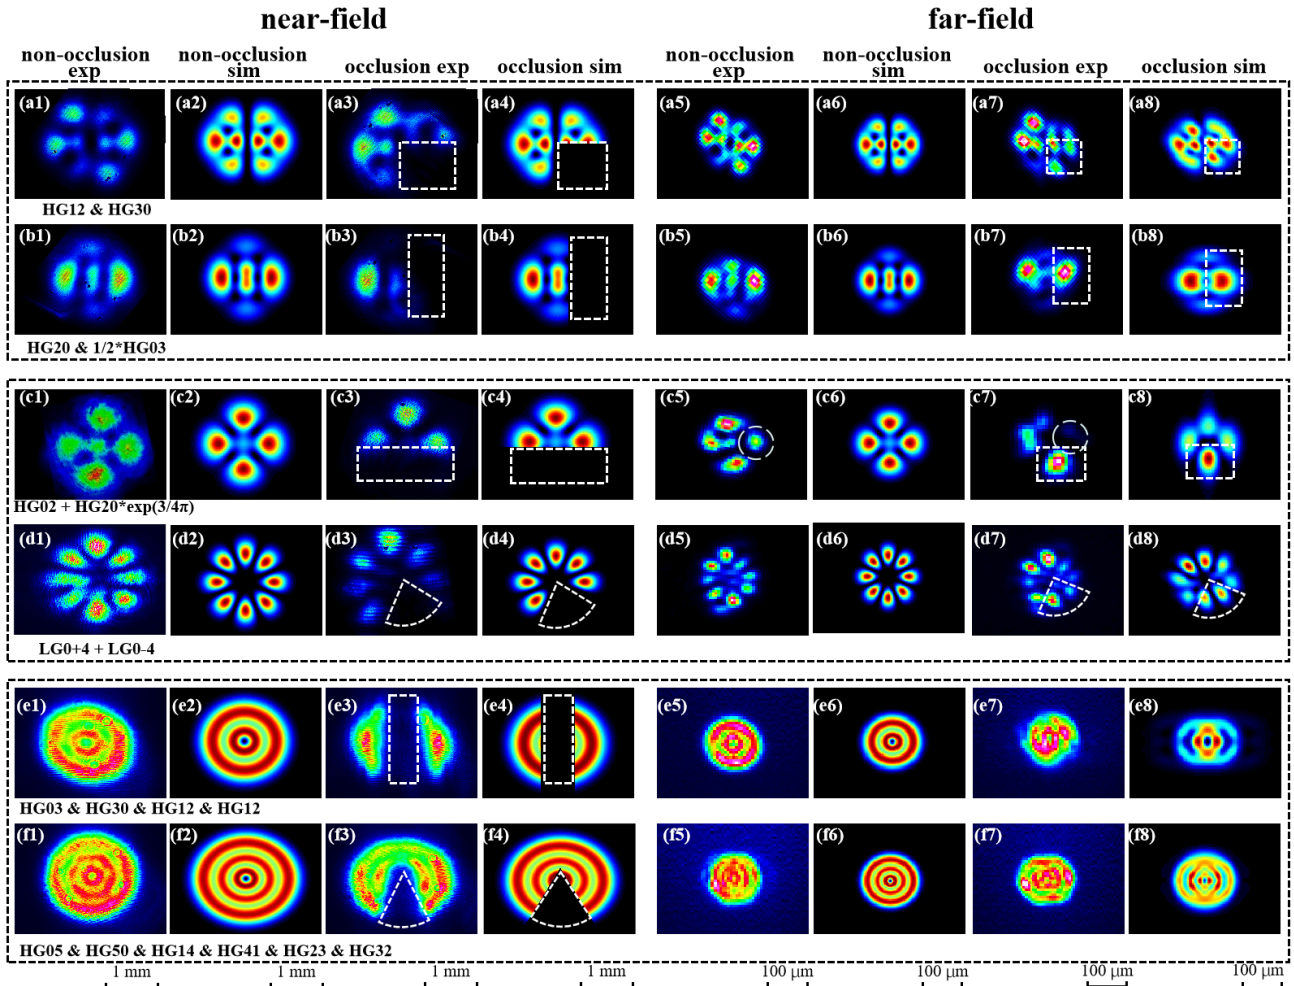 near-field far-field
non-occlusion exp non-occlusion sim occlusion exp occlusion sim non-occlusion exp non-occlusion sim occlusion exp occlusion sim
(a1) (a2) (a3) (a4) (a5) (a6) (a7) (a8)
HG12 & HG30
(b1) (b2) (b3) (b4) (b5) (b6) (b7) (b8)
HG20 & 1/2*HG03
(c1) (c2) (c3) (c4) (c5) (c6) c7) c8)
HG02 + HG20*exp(3/4π)
(d1) (d2) (d3) (d4) (d5) (d6) (d7) (d8)
LG0+4 + LG0-4
(e1) (e2) (e3) (e4) (e5) (e6) (e7) (e8)
HG03 & HG30 & HG12 & HG12
(f1) (f2) (f3) (f4) (f5) (f6) (f7) (f8)
HG05 & HG50 & HG14 & HG41 & HG23 & HG32
1 mm 1 mm 1 mm 1 mm 100 μm 100 μm 100 μm 100 μm